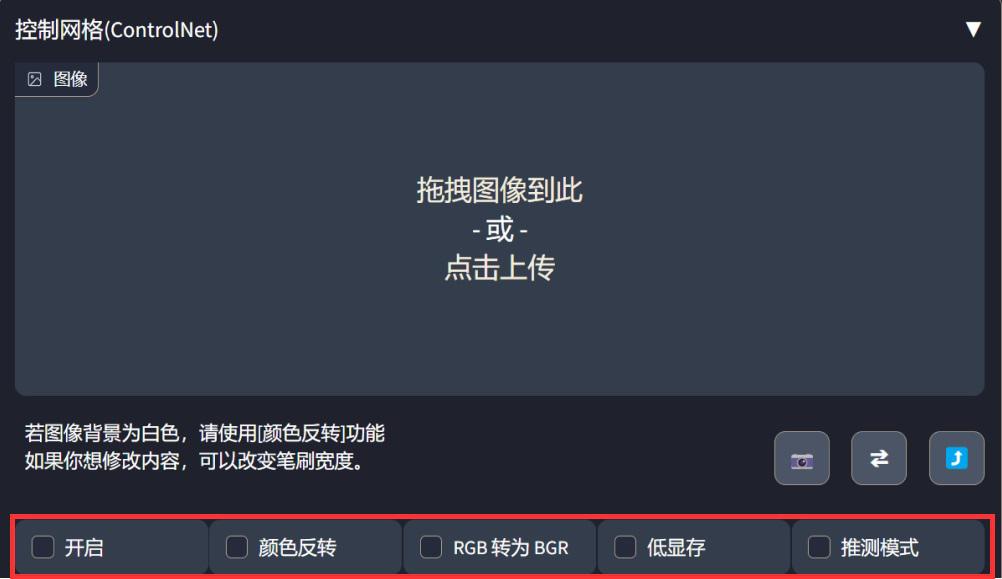 控制网格(ControlNet)
图像
拖拽图像到此
- 或 -
点击上传
若图像背景为白色，请使用[颜色反转]功能
如果你想修改内容，可以改变笔刷宽度。
开启 颜色反转 RGB 转为 BGR 低显存 推测模式